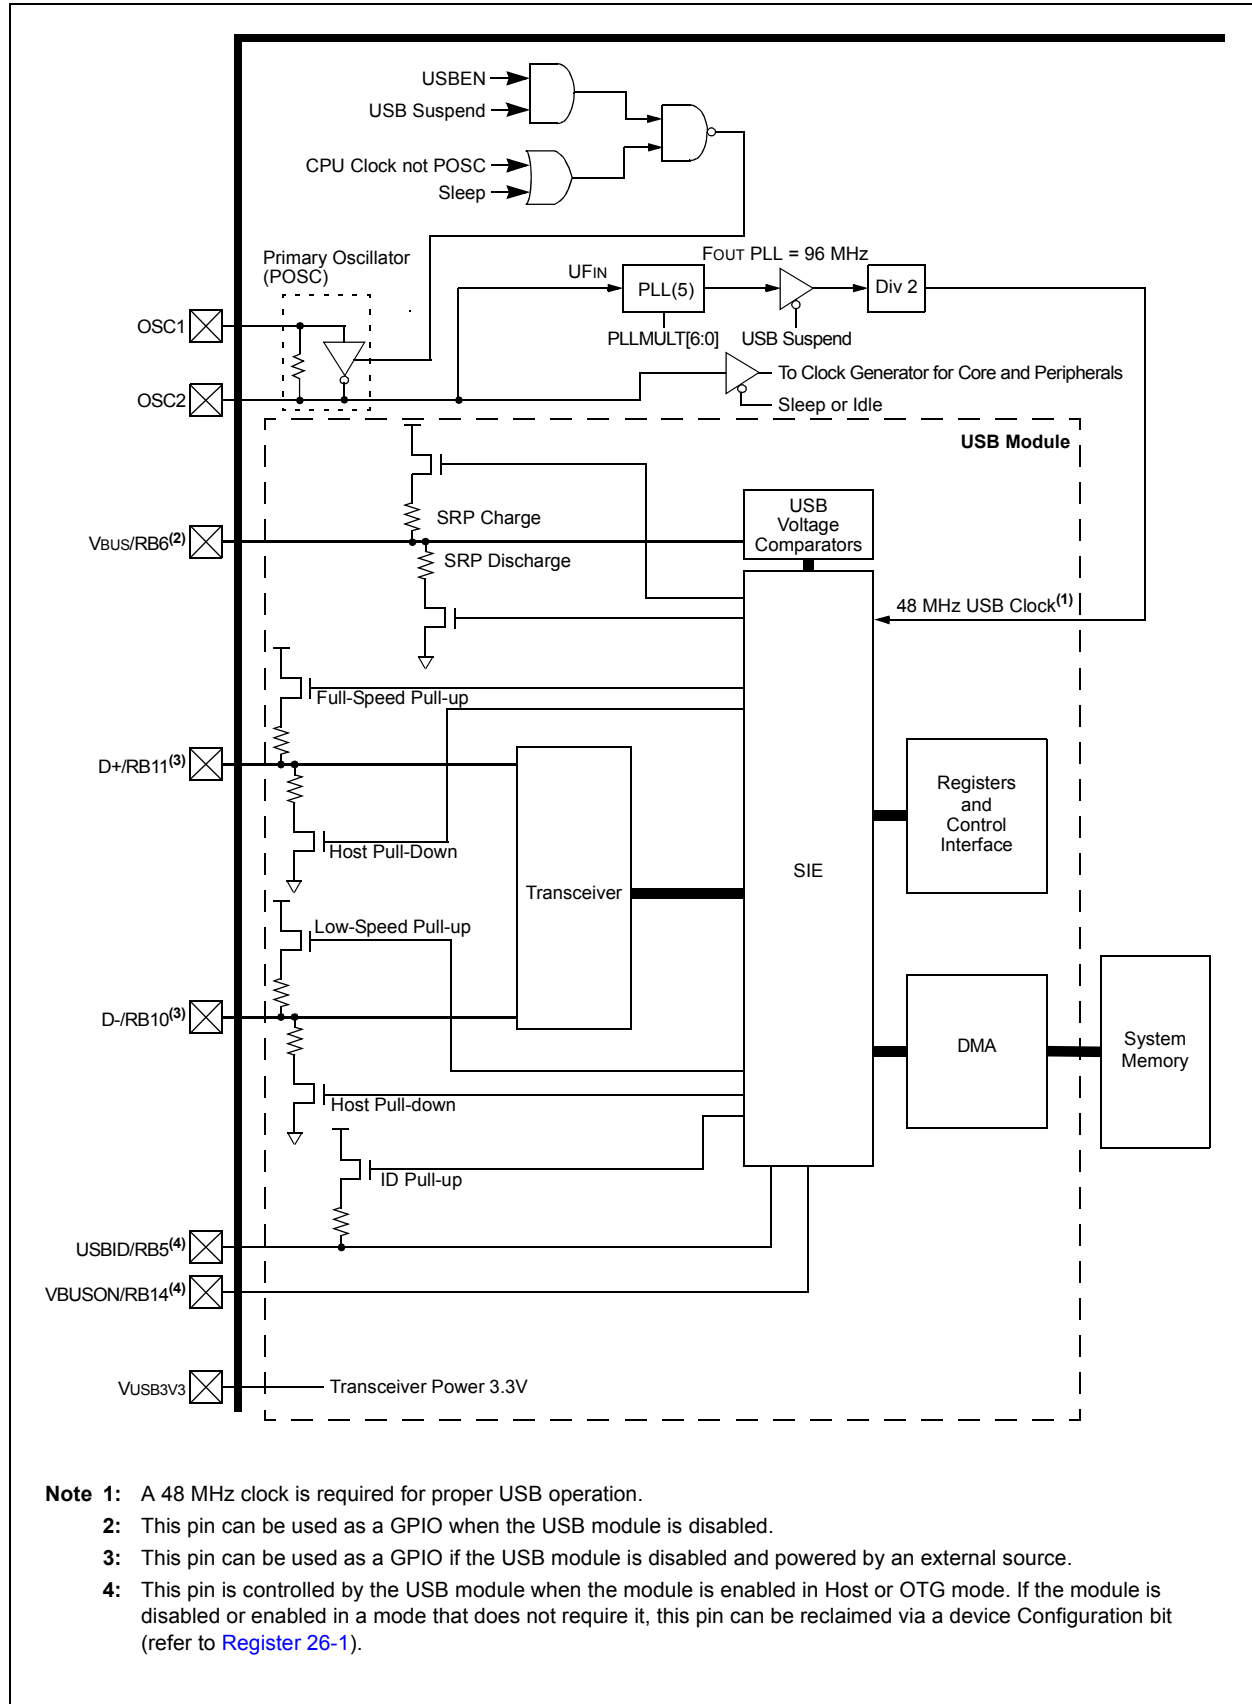 USBEN
USB Suspend
CPU Clock not POSC
Sleep
Primary Oscillator
(POSC)
UFIN
FOUT PLL = 96 MHz
PLL(5)
Div 2
PLLMULT[6:0]
USB Suspend
OSC1
To Clock Generator for Core and Peripherals
OSC2
Sleep or Idle
USB Module
SRP Charge
USB
Voltage
Comparators
VBUS/RB6(2)
SRP Discharge
48 MHz USB Clock(1)
Full-Speed Pull-up
D+/RB11(3)
Registers
and
Control
Interface
Host Pull-Down
SIE
Transceiver
Low-Speed Pull-up
D-/RB10(3)
DMA
System
Memory
Host Pull-down
ID Pull-up
USBID/RB5(4)
VBUSON/RB14(4)
VUSB3V3
Transceiver Power 3.3V
Note 1: A 48 MHz clock is required for proper USB operation.
2: This pin can be used as a GPIO when the USB module is disabled.
3: This pin can be used as a GPIO if the USB module is disabled and powered by an external source.
4: This pin is controlled by the USB module when the module is enabled in Host or OTG mode. If the module is
disabled or enabled in a mode that does not require it, this pin can be reclaimed via a device Configuration bit
(refer to Register 26-1).